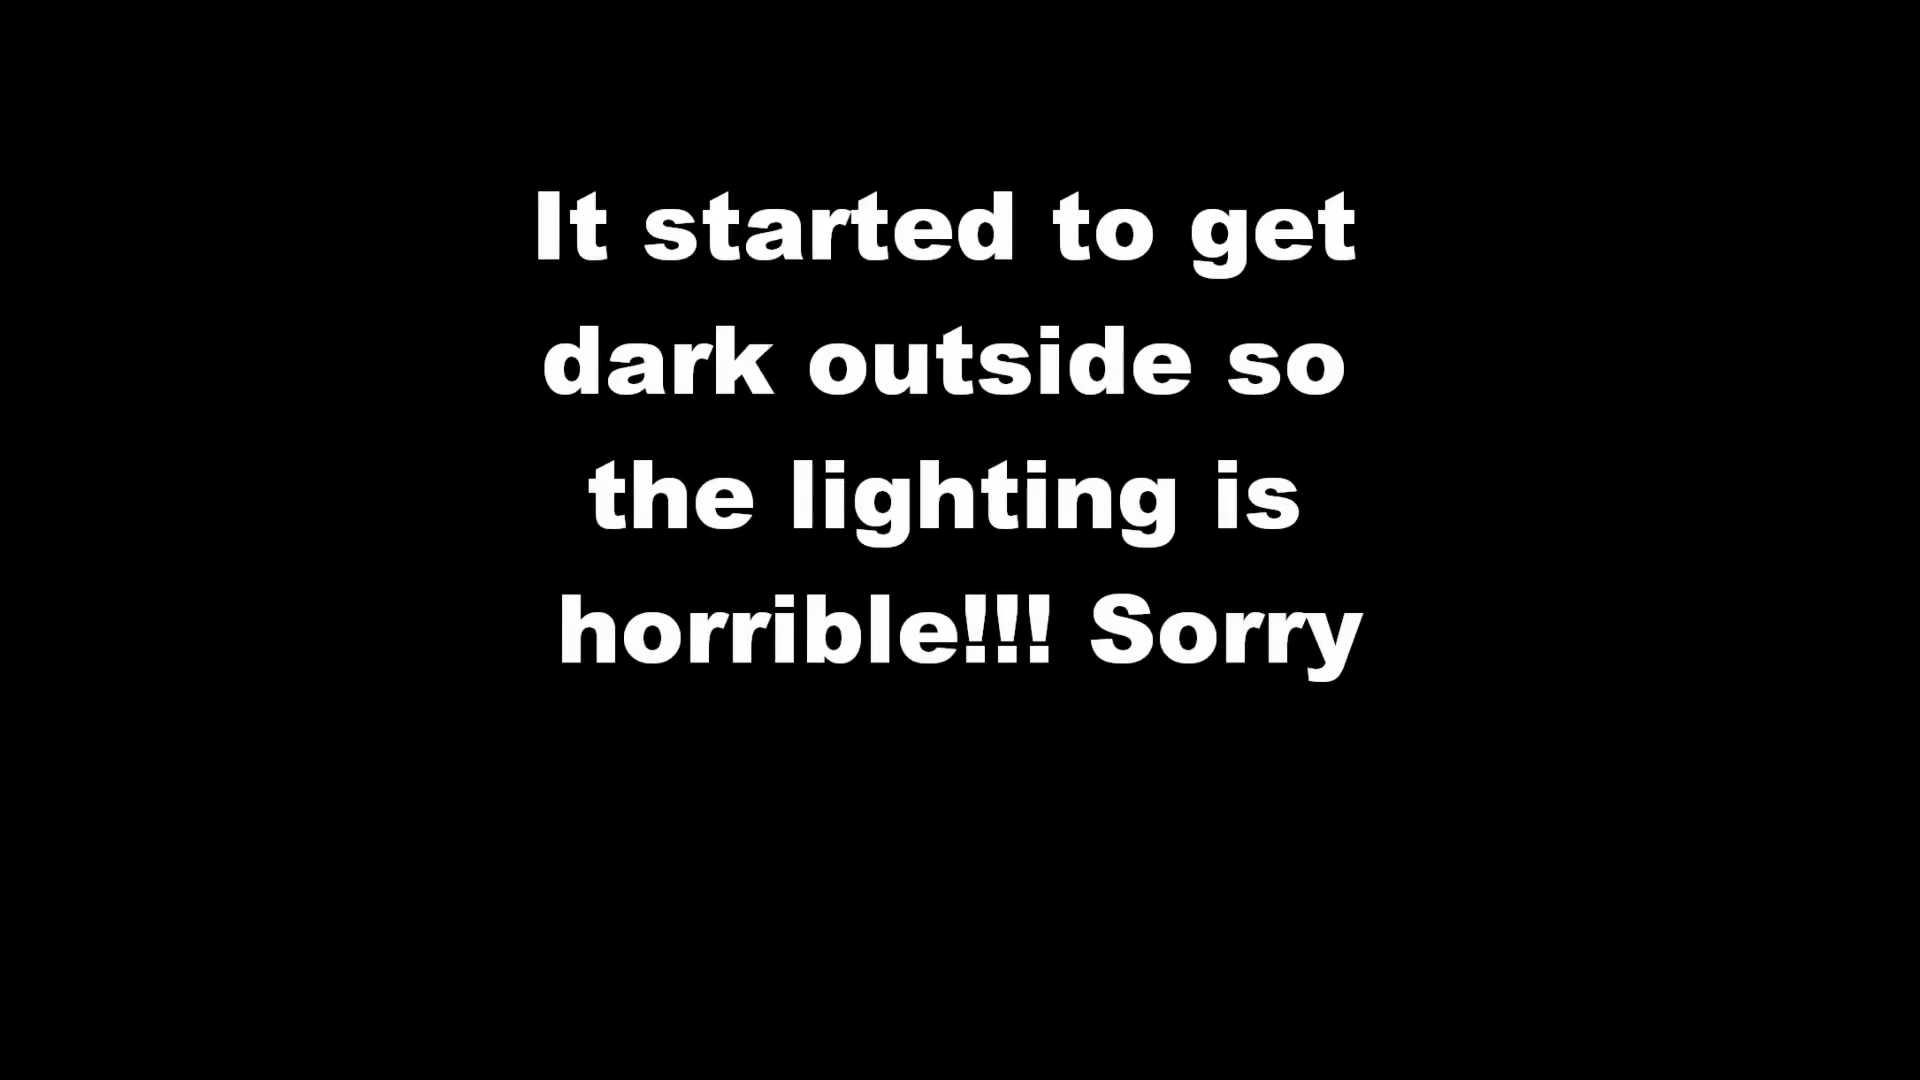 It started to get
dark outside so
the lighting is
horrible!!! Sorry